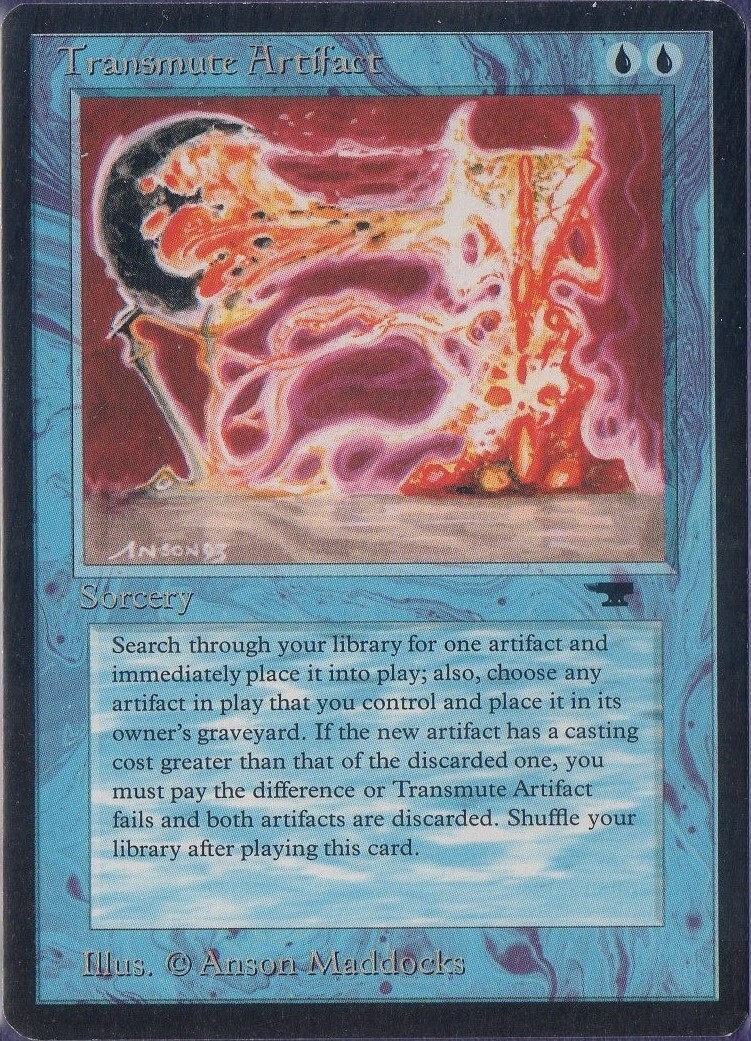 Transmute Artifact
ANSON 93
Sorcery
Search through your library for one artifact and
immediately place it into play; also, choose any
artifact in play that you control and place it in its
owner's graveyard. If the new artifact has a casting
cost greater than that of the discarded one, you
must pay the difference or Transmute Artifact
fails and both artifacts are discarded. Shuffle your
library after playing this card.
Illus. © Anson Maddocks